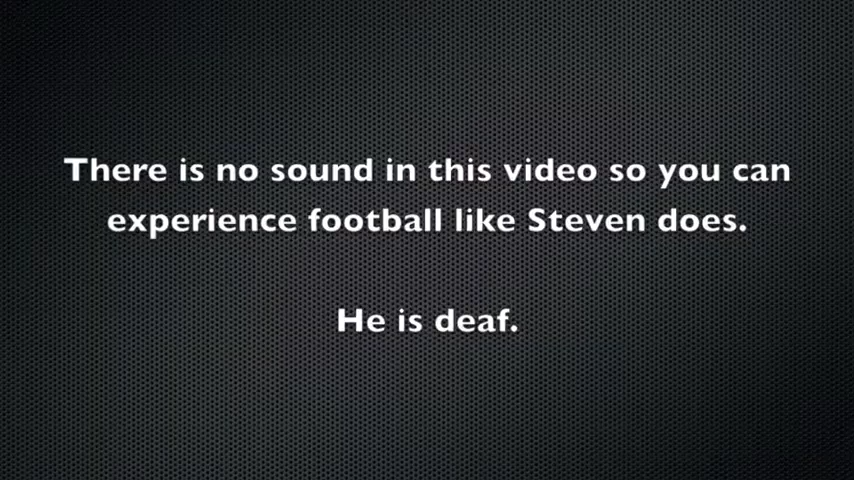 There is no sound in this video so you can
experience football like Steven does.
He is deaf.